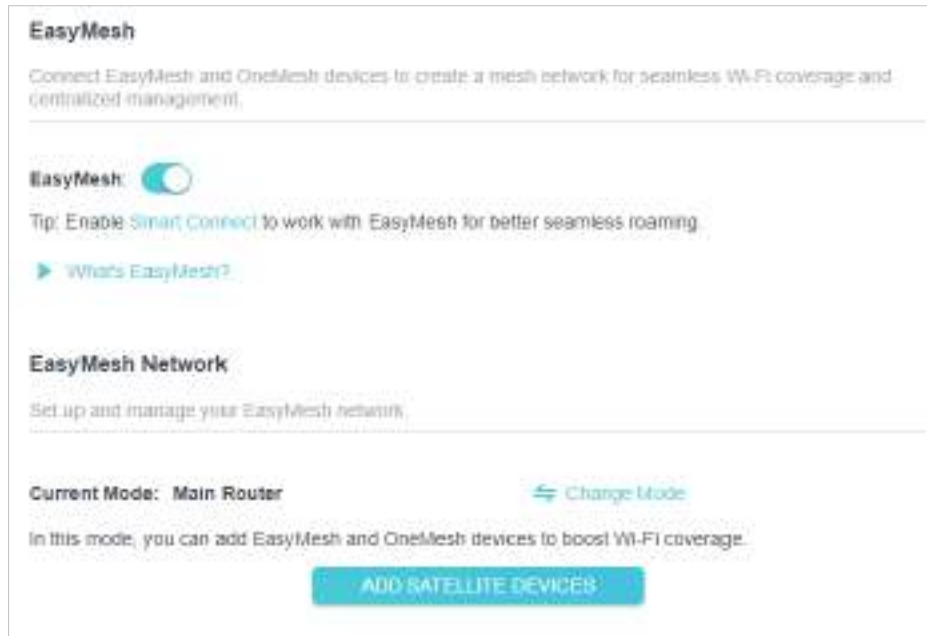 EasyMesh
Connect EasyMesh and OneMesh devices to create a mesh network for seamless Wi-Fi coverage and
centralized management.
EasyMesh:
Tip: Enable Smart Connect to work with EasyMesh for better seamless roaming.
What's EasyMesh?
EasyMesh Network
Set up and manage your EasyMesh network.
Current Mode: Main Router
Change Mode
In this mode, you can add EasyMesh and OneMesh devices to boost Wi-Fi coverage.
ADD SATELLITE DEVICES